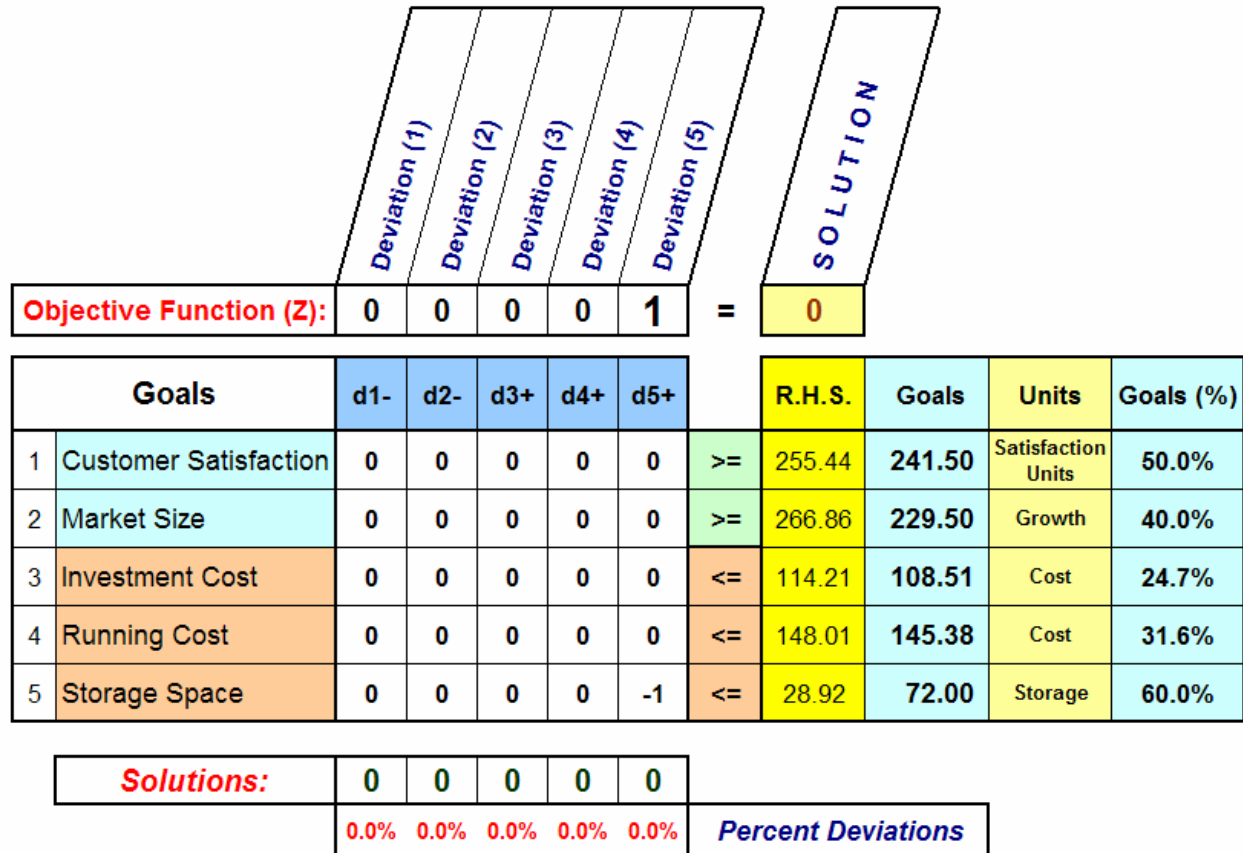 Deviation (1)
Deviation (2)
Deviation (3)
Deviation (4)
Deviation (5)
SOLUTION
Objective Function (Z): 0 0 0 0 1 = 0
Goals d1- d2- d3+ d4+ d5+ R.H.S. Goals Units Goals (%)
1 Customer Satisfaction 0 0 0 0 0 >= 255.44 241.50 Satisfaction Units 50.0%
2 Market Size 0 0 0 0 0 >= 266.86 229.50 Growth 40.0%
3 Investment Cost 0 0 0 0 0 <= 114.21 108.51 Cost 24.7%
4 Running Cost 0 0 0 0 0 <= 148.01 145.38 Cost 31.6%
5 Storage Space 0 0 0 0 -1 <= 28.92 72.00 Storage 60.0%
Solutions: 0 0 0 0 0
0.0% 0.0% 0.0% 0.0% 0.0% Percent Deviations